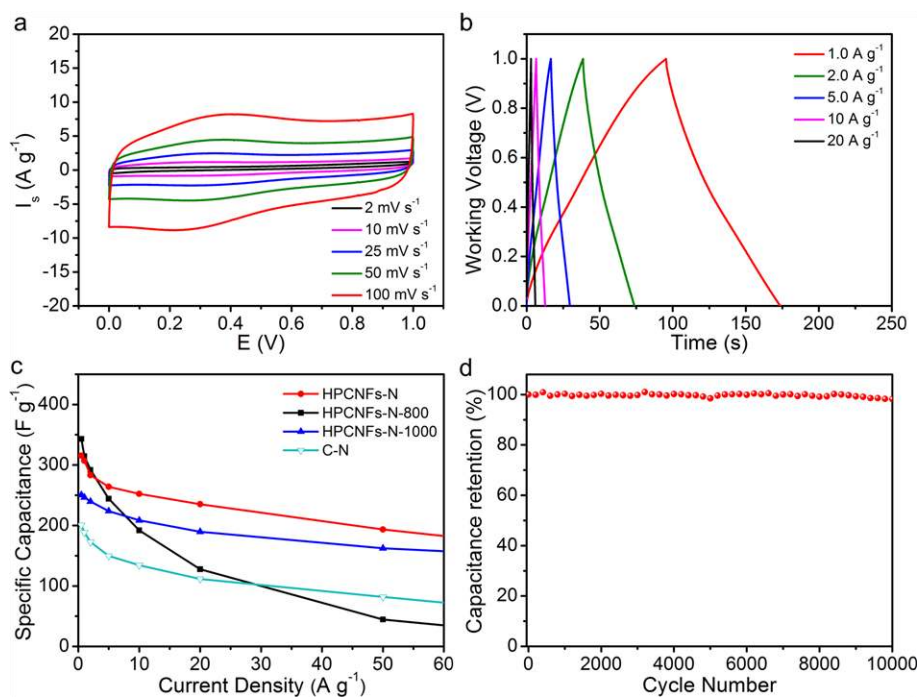 a
20
15
10
5
0
-5
-10
-15
-20
I_s (A g⁻¹)
2 mV s⁻¹
10 mV s⁻¹
25 mV s⁻¹
50 mV s⁻¹
100 mV s⁻¹
0.0 0.2 0.4 0.6 0.8 1.0
E (V)
b
1.0
0.8
0.6
0.4
0.2
0.0
Working Voltage (V)
1.0 A g⁻¹
2.0 A g⁻¹
5.0 A g⁻¹
10 A g⁻¹
20 A g⁻¹
0 50 100 150 200 250
Time (s)
c
400
300
200
100
0
Specific Capacitance (F g⁻¹)
HPCNFs-N
HPCNFs-N-800
HPCNFs-N-1000
C-N
0 10 20 30 40 50 60
Current Density (A g⁻¹)
d
100
80
60
40
20
0
Capacitance retention (%)
0 2000 4000 6000 8000 10000
Cycle Number